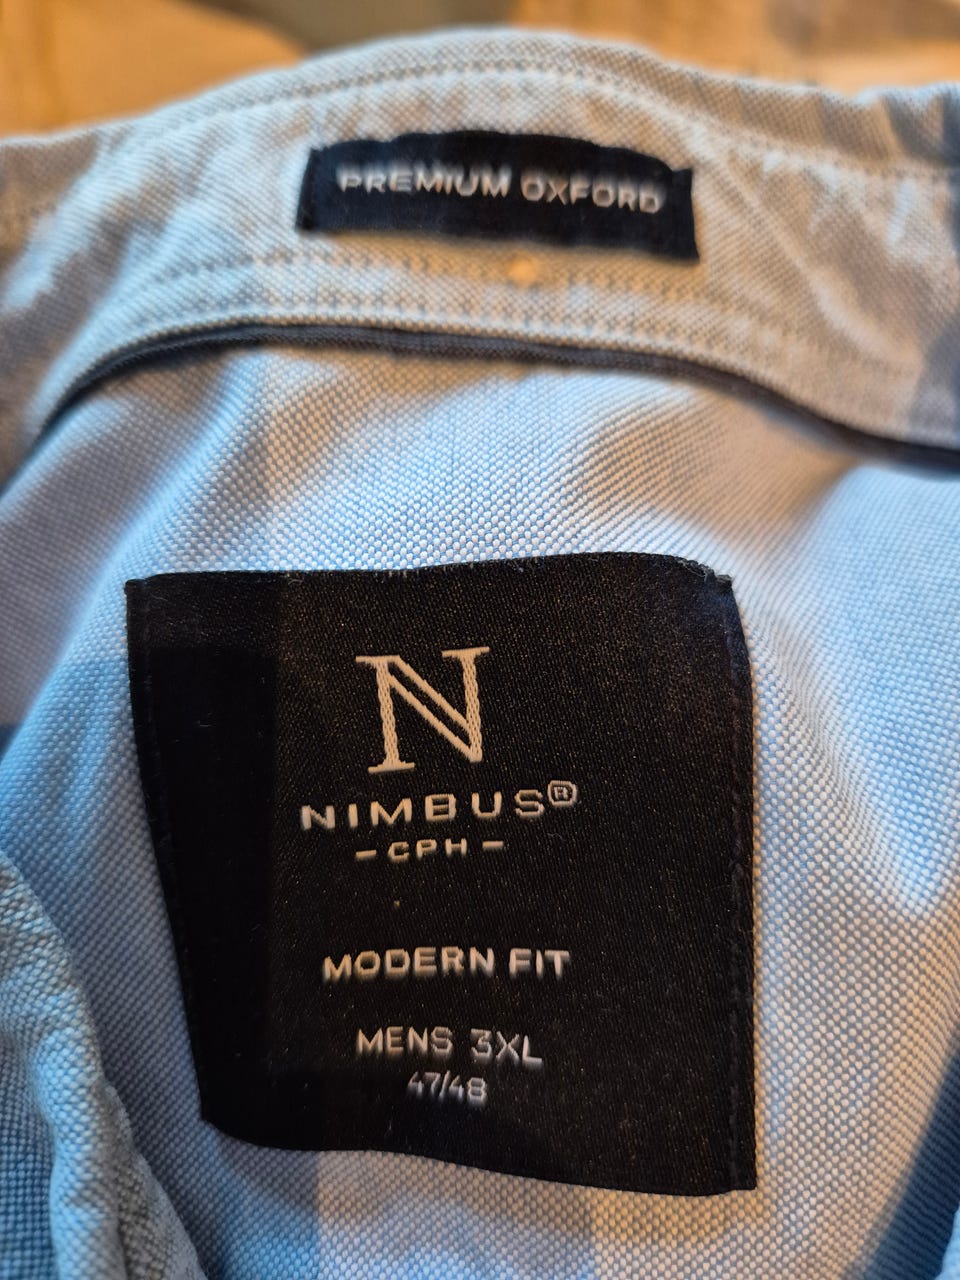 PREMIUM OXFORD
N
NIMBUS®
- CPH -
MODERN FIT
MENS 3XL
47/48